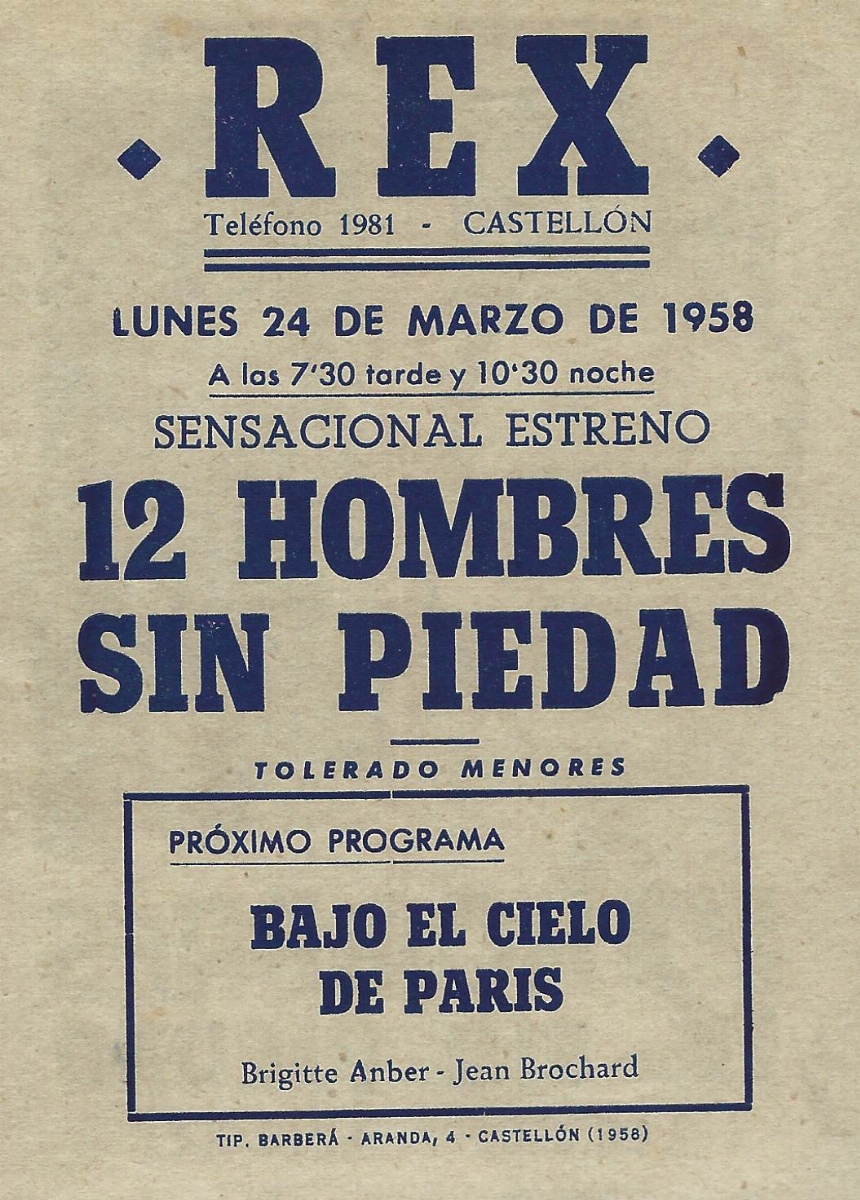 REX
Teléfono 1981 - CASTELLÓN
LUNES 24 DE MARZO DE 1958
A las 7'30 tarde y 10'30 noche
SENSACIONAL ESTRENO
12 HOMBRES
SIN PIEDAD
TOLERADO MENORES
PRÓXIMO PROGRAMA
BAJO EL CIELO
DE PARIS
Brigitte Anber - Jean Brochard
TIP. BARBERÁ - ARANDA, 4 - CASTELLÓN (1958)